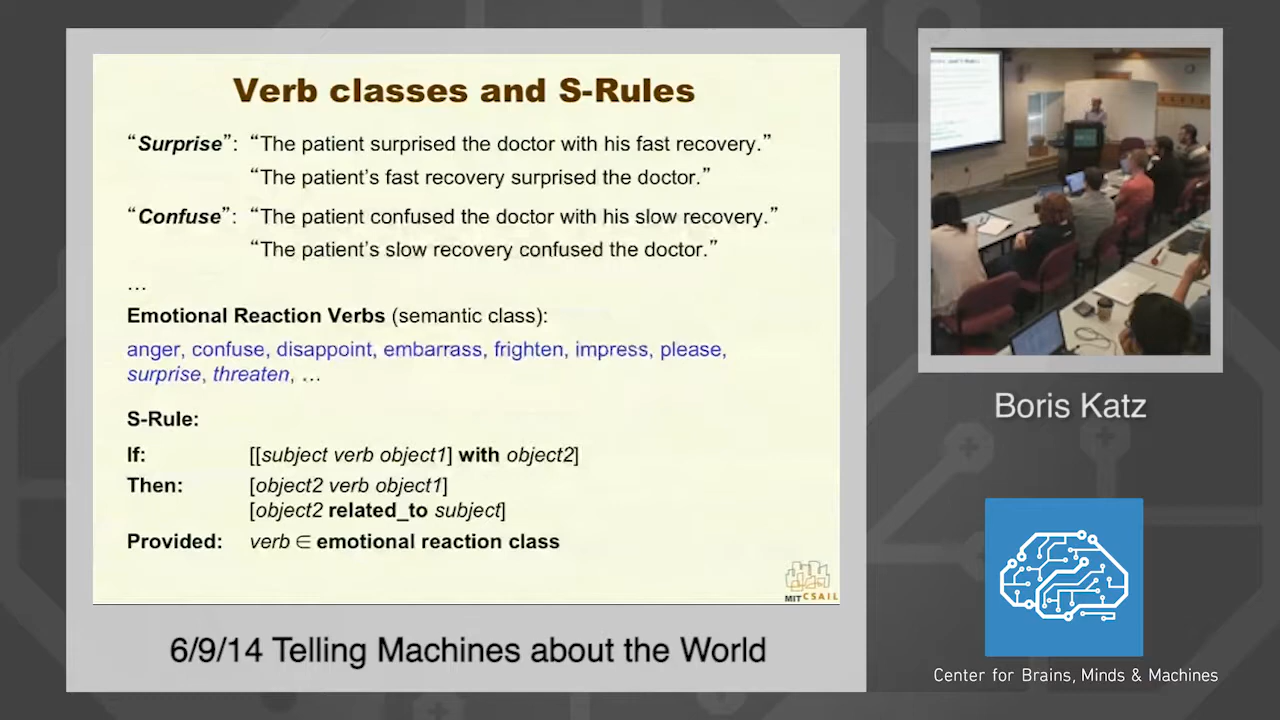 Verb classes and S-Rules
“Surprise”: “The patient surprised the doctor with his fast recovery.”
“The patient’s fast recovery surprised the doctor.”
“Confuse”: “The patient confused the doctor with his slow recovery.”
“The patient’s slow recovery confused the doctor.”
…
Emotional Reaction Verbs (semantic class):
anger, confuse, disappoint, embarrass, frighten, impress, please,
surprise, threaten, …
S-Rule:
If: [[subject verb object1] with object2]
Then: [object2 verb object1]
[object2 related_to subject]
Provided: verb ∈ emotional reaction class
MIT CSAIL
6/9/14 Telling Machines about the World
Boris Katz
Center for Brains, Minds & Machines